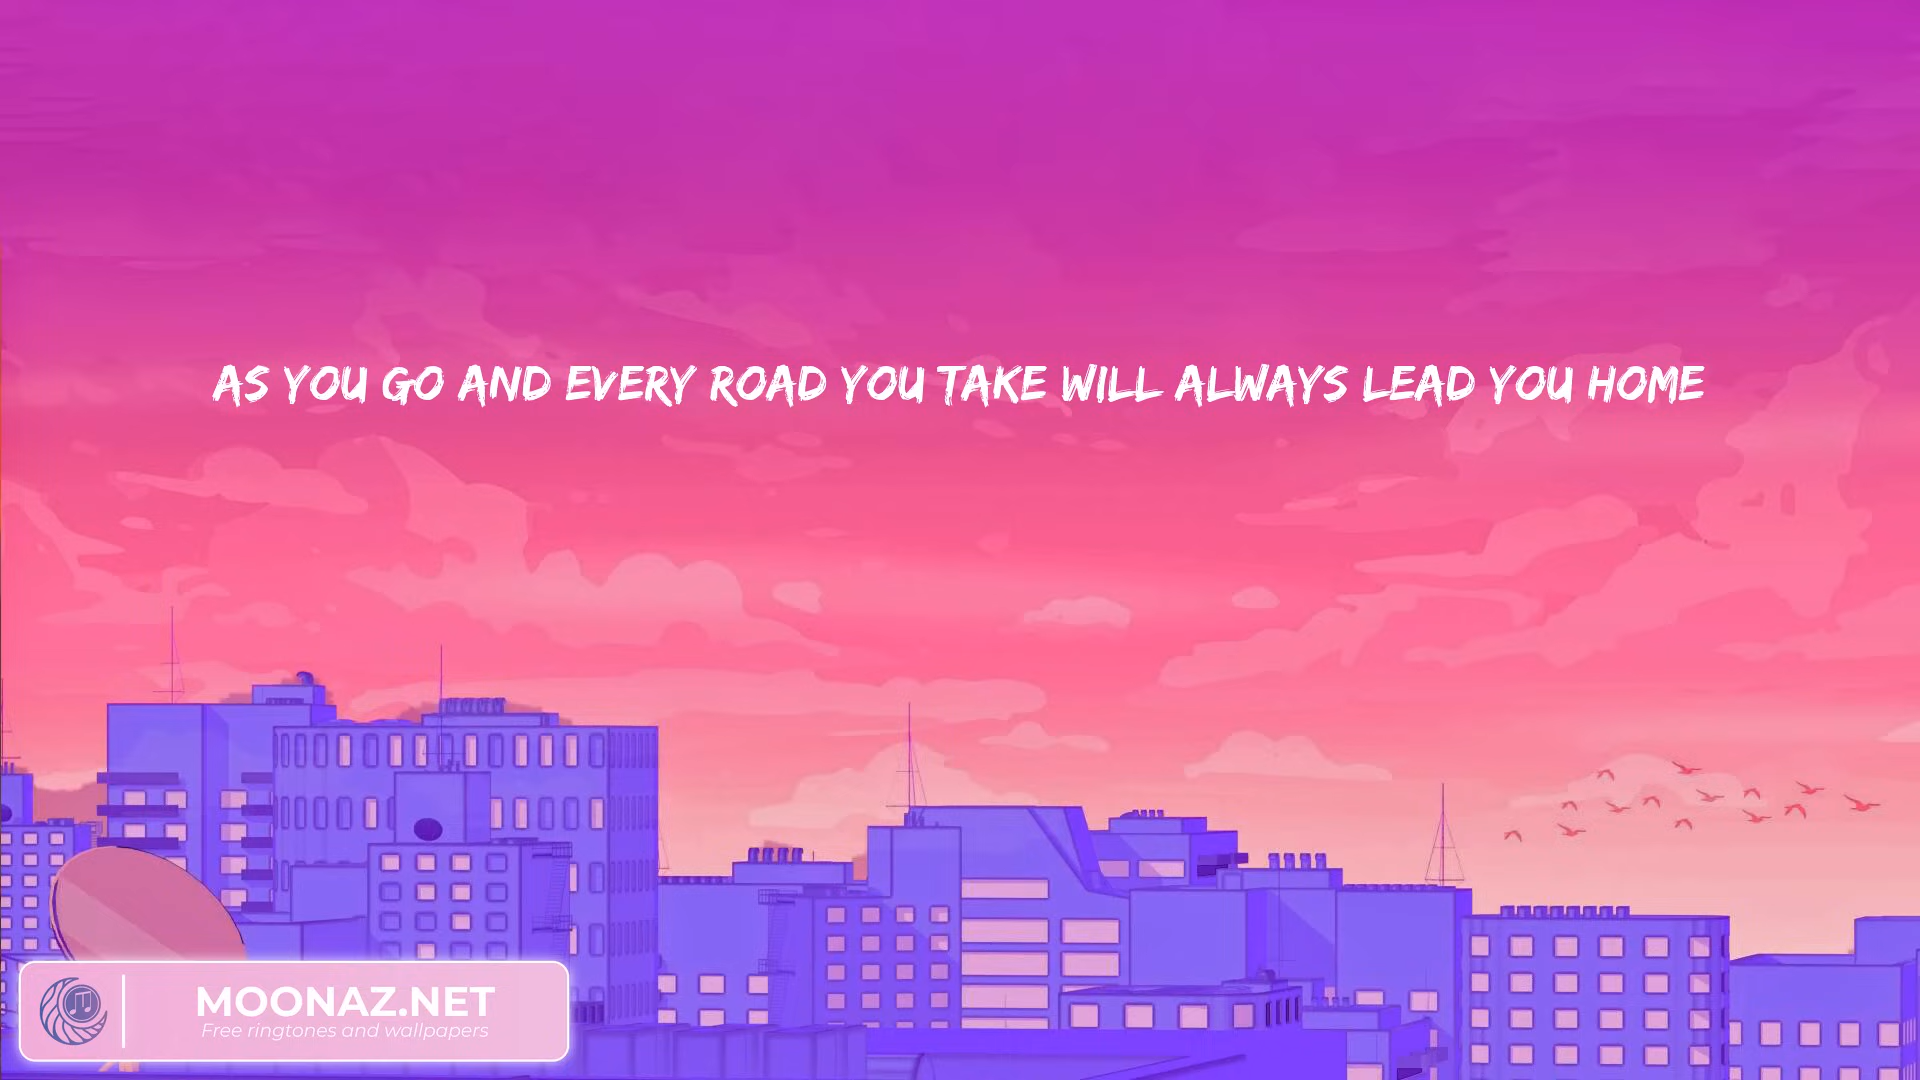 AS YOU GO AND EVERY ROAD YOU TAKE WILL ALWAYS LEAD YOU HOME
MOONAZ.NET
Free ringtones and wallpapers